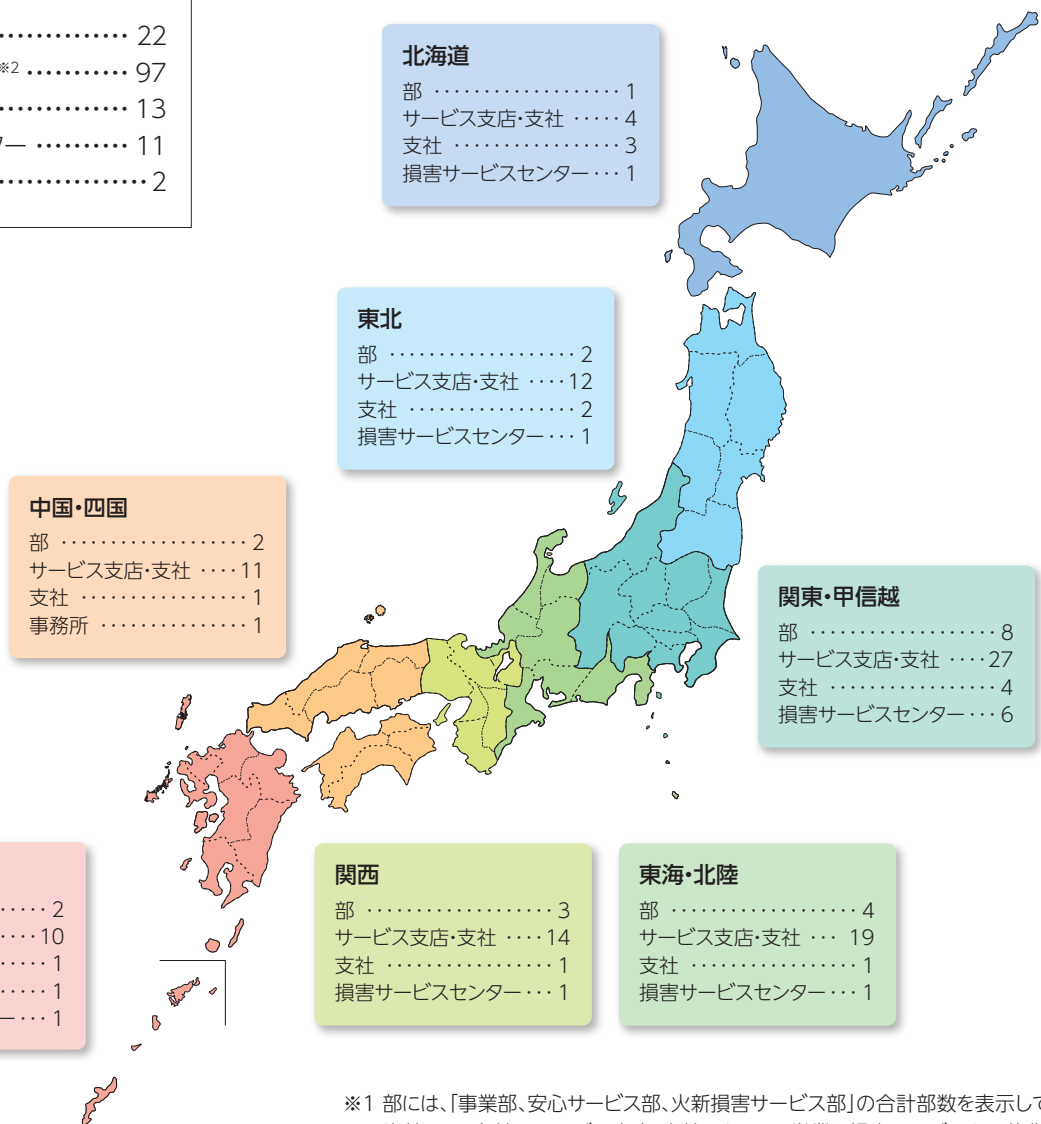 ・・・・・・・・・・・・・ 22
※2 ・・・・・・・・・・・ 97
・・・・・・・・・・・・・ 13
ー ・・・・・・・・・・ 11
・・・・・・・・・・・・・・・ 2
北海道
部 ・・・・・・・・・・・・・・・・・・・ 1
サービス支店・支社 ・・・・・ 4
支社 ・・・・・・・・・・・・・・・・・ 3
損害サービスセンター・・・ 1
東北
部 ・・・・・・・・・・・・・・・・・・・ 2
サービス支店・支社 ・・・・12
支社 ・・・・・・・・・・・・・・・・・ 2
損害サービスセンター・・・ 1
中国・四国
部 ・・・・・・・・・・・・・・・・・・・ 2
サービス支店・支社 ・・・・11
支社 ・・・・・・・・・・・・・・・・・ 1
事務所 ・・・・・・・・・・・・・・・ 1
関東・甲信越
部 ・・・・・・・・・・・・・・・・・・・ 8
サービス支店・支社 ・・・・27
支社 ・・・・・・・・・・・・・・・・・ 4
損害サービスセンター・・・ 6
・・・・・ 2
・・・・10
・・・・・ 1
・・・・・ 1
ー・・・ 1
関西
部 ・・・・・・・・・・・・・・・・・・・ 3
サービス支店・支社 ・・・・14
支社 ・・・・・・・・・・・・・・・・・ 1
損害サービスセンター・・・ 1
東海・北陸
部 ・・・・・・・・・・・・・・・・・・・ 4
サービス支店・支社 ・・・ 19
支社 ・・・・・・・・・・・・・・・・・ 1
損害サービスセンター・・・ 1
※1 部には、「事業部、安心サービス部、火新損害サービス部」の合計部数を表示して